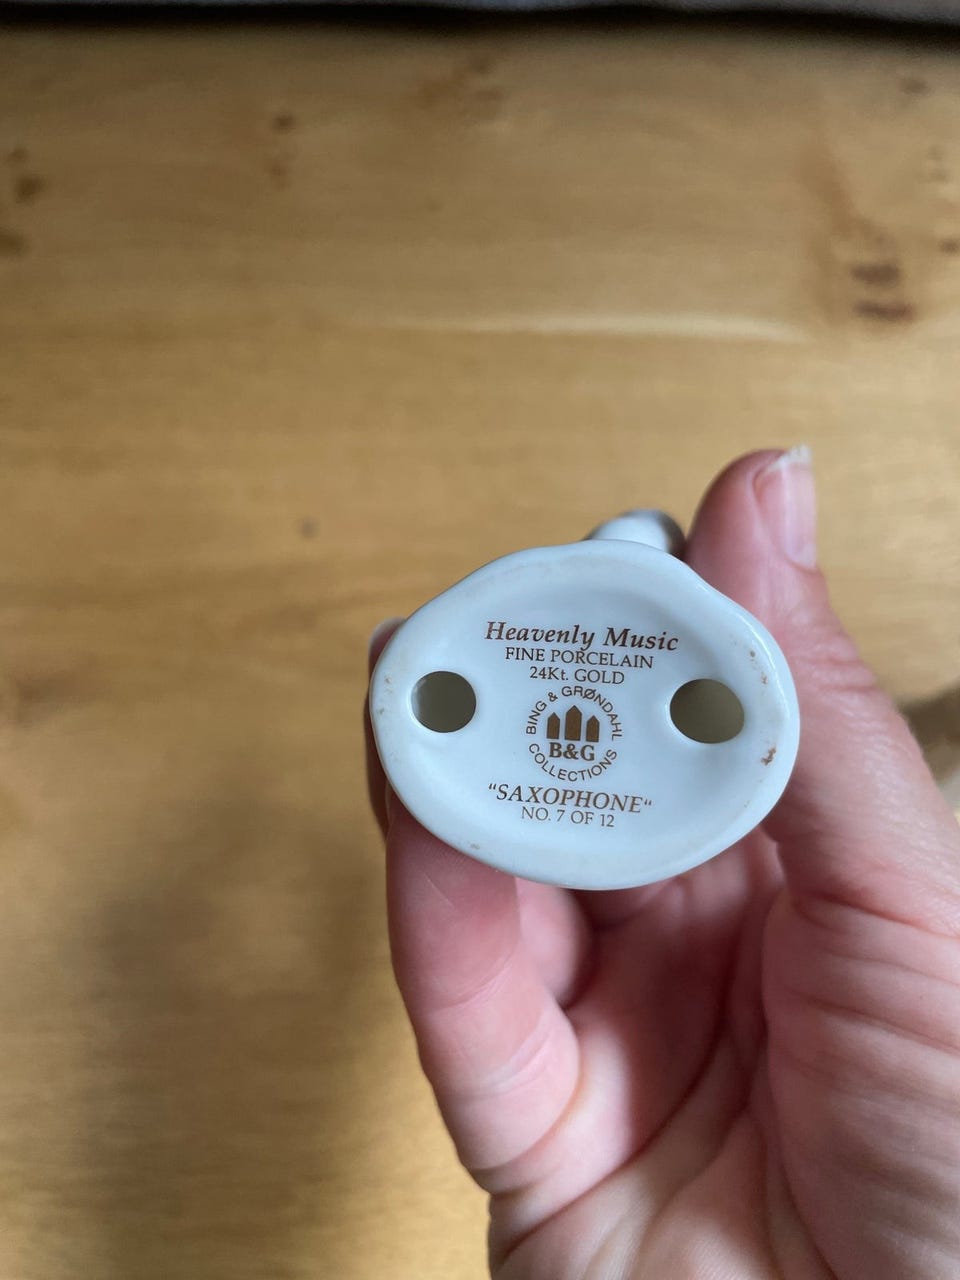 Heavenly Music
FINE PORCELAIN
24Kt. GOLD
BING & GRØNDAHL
B&G
COLLECTIONS
"SAXOPHONE"
NO. 7 OF 12